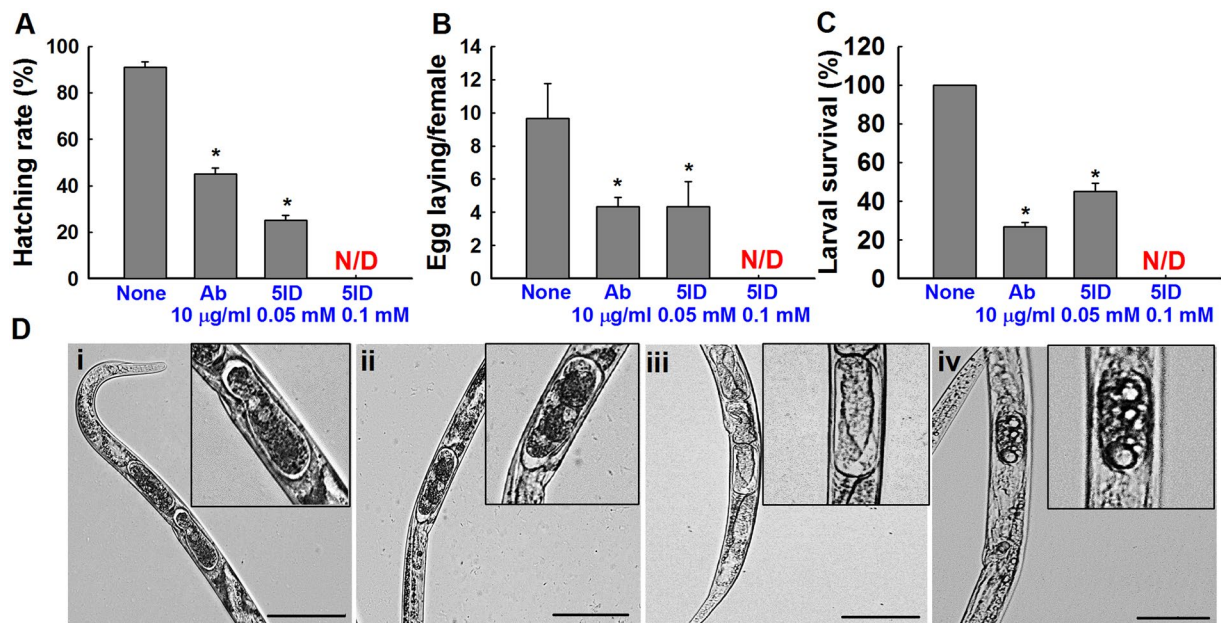 A
Hatching rate (%)
100
80
60
40
20
0
*
*
N/D
None
Ab
5ID
5ID
10 μg/ml 0.05 mM 0.1 mM
B
Egg laying/female
14
12
10
8
6
4
2
0
*
*
N/D
None
Ab
5ID
5ID
10 μg/ml 0.05 mM 0.1 mM
C
Larval survival (%)
120
100
80
60
40
20
0
*
*
N/D
None
Ab
5ID
5ID
10 μg/ml 0.05 mM 0.1 mM
D
i
ii
iii
iv